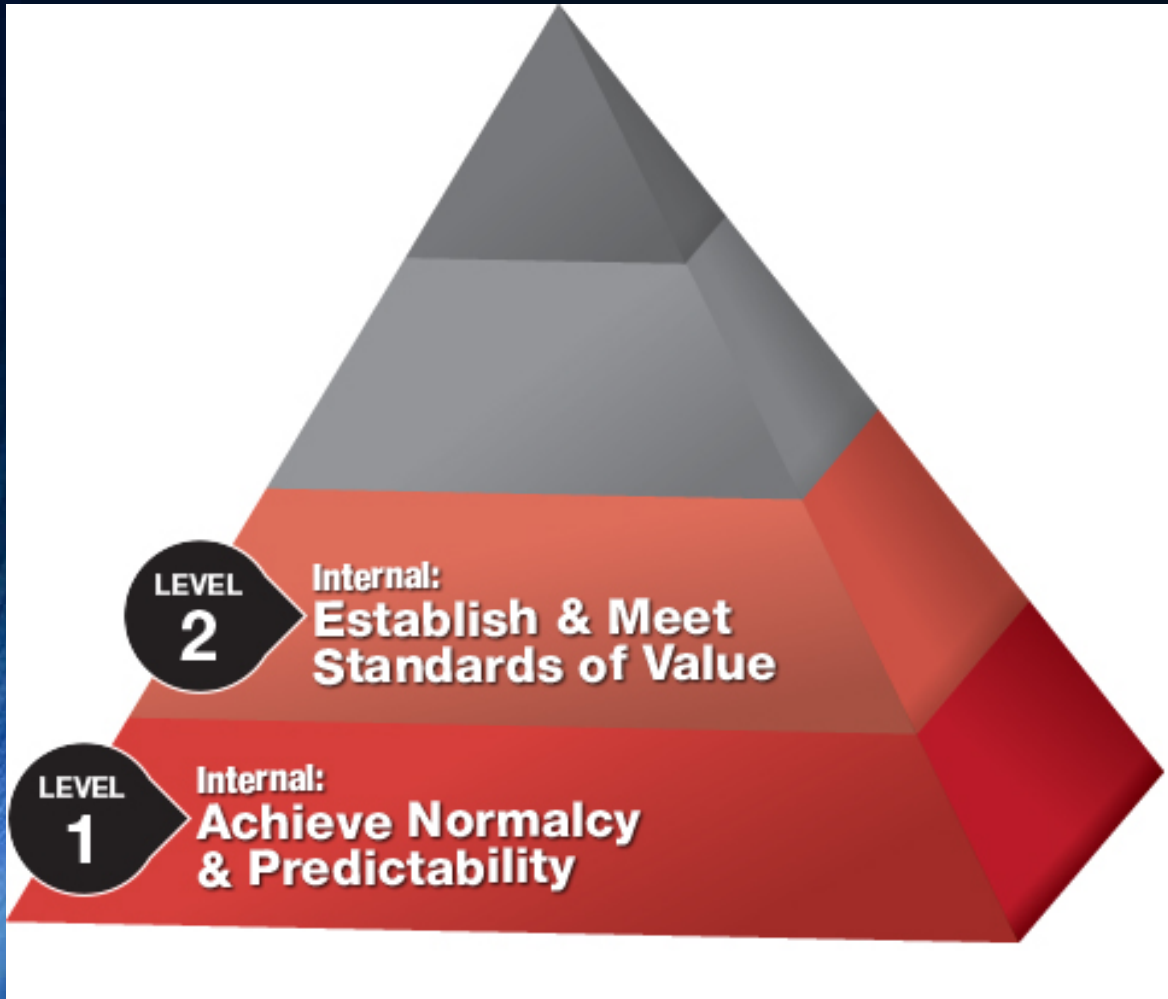 LEVEL
2
Internal:
Establish & Meet
Standards of Value
LEVEL
1
Internal:
Achieve Normalcy
& Predictability